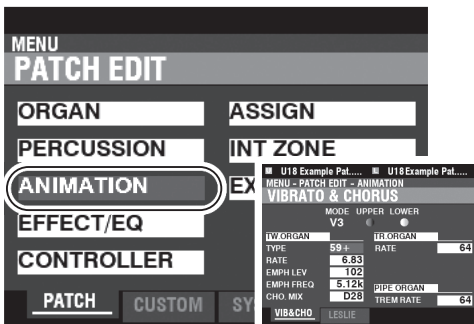 MENU
PATCH EDIT
ORGAN ASSIGN
PERCUSSION INT ZONE
ANIMATION EX
EFFECT/EQ
CONTROLLER
PATCH CUSTOM SY
U18 Example Pat..... U18 Example Pat.....
MENU - PATCH EDIT - ANIMATION
VIBRATO & CHORUS
MODE UPPER LOWER
V3
TW.ORGAN TR.ORGAN
TYPE 59+ RATE 64
RATE 6.83
EMPH LEV 102
EMPH FREQ 5.12k PIPE ORGAN
CHO. MIX D28 TREM RATE 64
VIB&CHO LESLIE